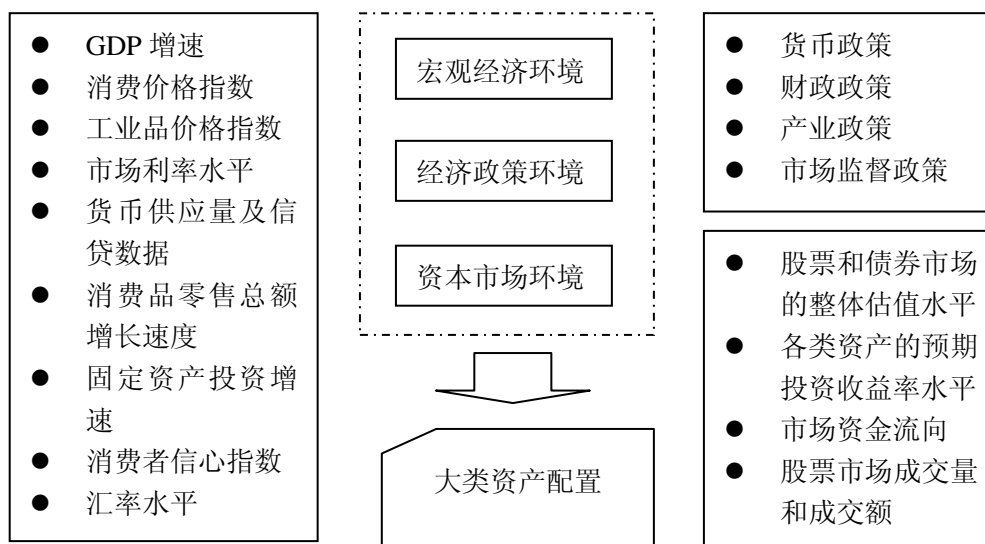 ● GDP 增速
● 消费价格指数
● 工业品价格指数
● 市场利率水平
● 货币供应量及信
贷数据
● 消费品零售总额
增长速度
● 固定资产投资增
速
● 消费者信心指数
● 汇率水平
宏观经济环境
经济政策环境
资本市场环境
大类资产配置
● 货币政策
● 财政政策
● 产业政策
● 市场监督政策
● 股票和债券市场
的整体估值水平
● 各类资产的预期
投资收益率水平
● 市场资金流向
● 股票市场成交量
和成交额